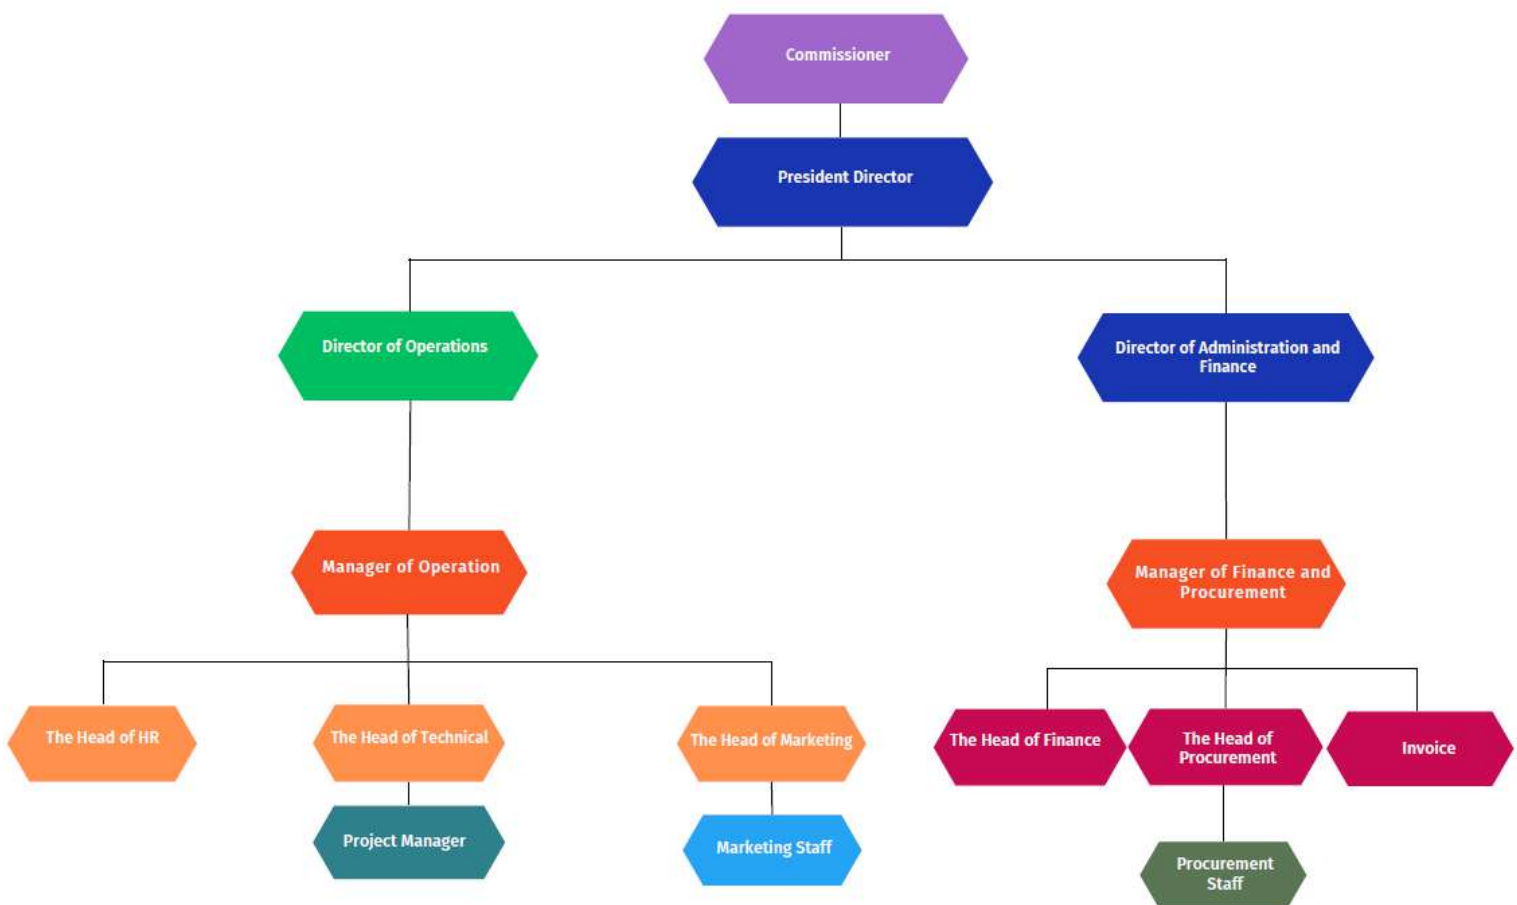 Commissioner
President Director
Director of Operations
Director of Administration and
Finance
Manager of Operation
Manager of Finance and
Procurement
The Head of HR
The Head of Technical
The Head of Marketing
The Head of Finance
The Head of
Procurement
Invoice
Project Manager
Marketing Staff
Procurement
Staff